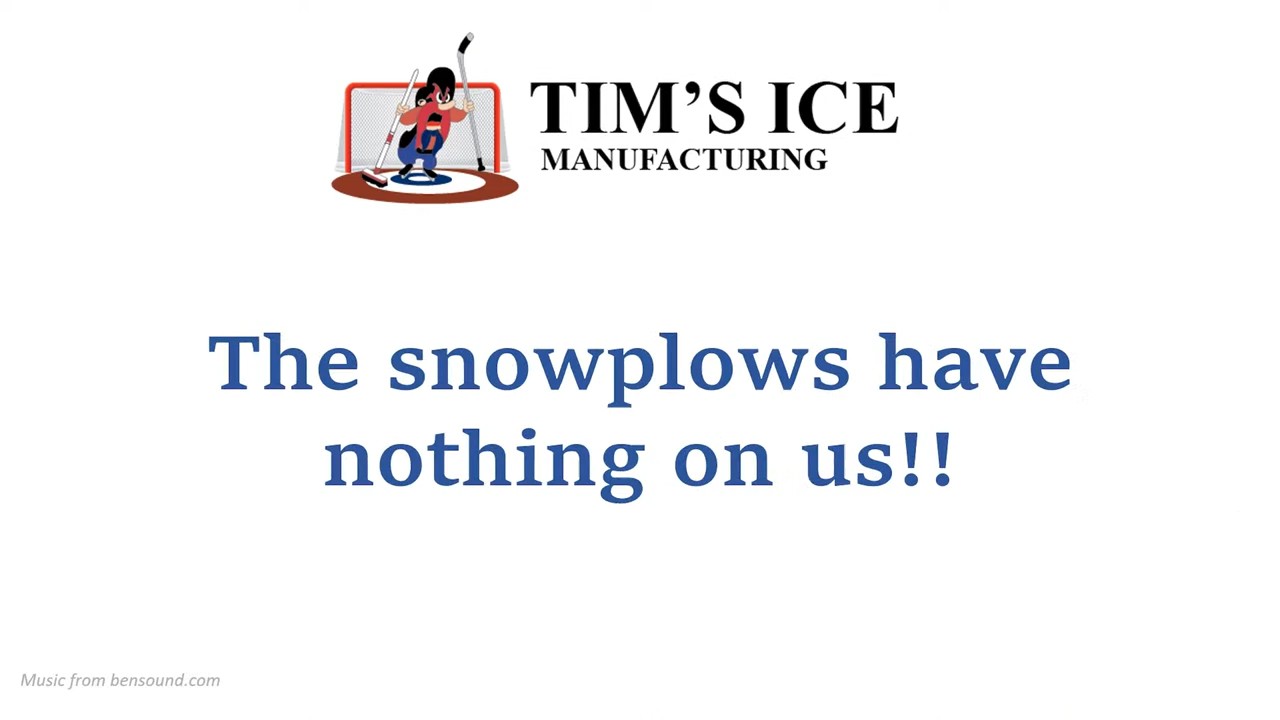 TIM’S ICE
MANUFACTURING
The snowplows have
nothing on us!!
Music from bensound.com